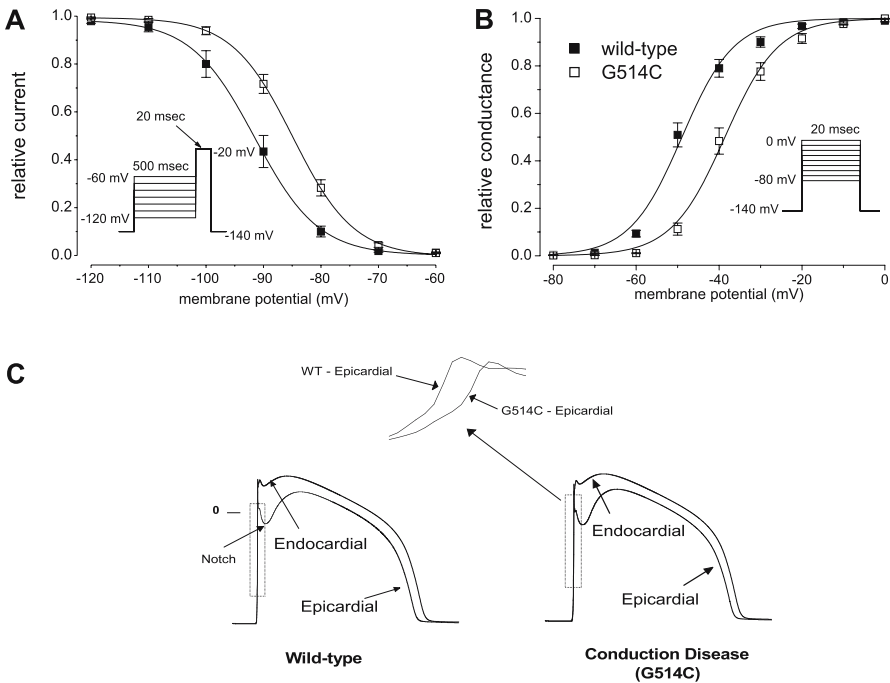 A
relative current
1.0
0.8
0.6
0.4
0.2
0.0
20 msec
-20 mV
500 msec
-60 mV
-120 mV
-140 mV
-120
-110
-100
-90
-80
-70
-60
membrane potential (mV)
B
relative conductance
1.0
0.8
0.6
0.4
0.2
0.0
wild-type
G514C
20 msec
0 mV
-80 mV
-140 mV
-80
-60
-40
-20
0
membrane potential (mV)
C
WT - Epicardial
G514C - Epicardial
0
Notch
Endocardial
Epicardial
Wild-type
Endocardial
Epicardial
Conduction Disease
(G514C)